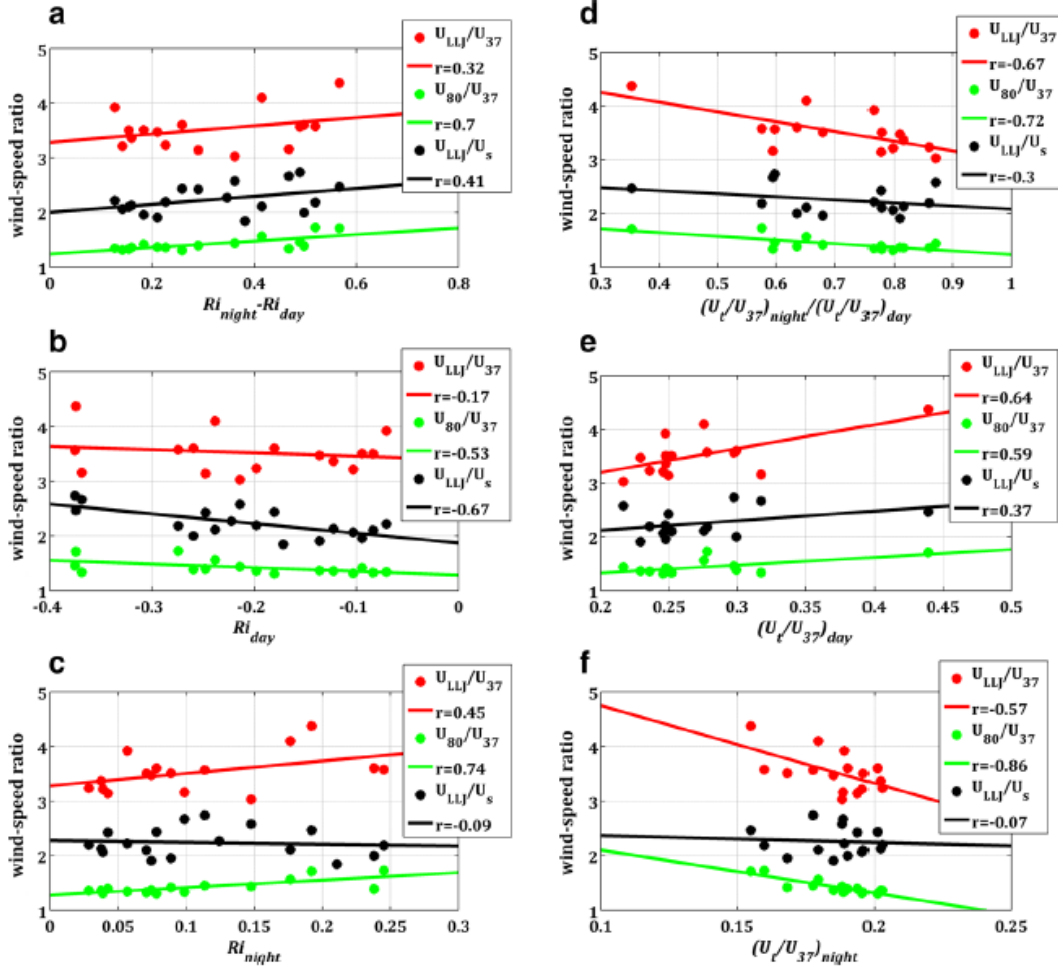 a
U_LLJ/U_37
r=0.32
U_80/U_37
r=0.7
U_LLJ/U_s
r=0.41
wind-speed ratio
5
4
3
2
1
0 0.2 0.4 0.6 0.8
Ri_night-Ri_day
d
U_LLJ/U_37
r=-0.67
U_80/U_37
r=-0.72
U_LLJ/U_s
r=-0.3
wind-speed ratio
5
4
3
2
1
0.3 0.4 0.5 0.6 0.7 0.8 0.9 1
(U_t/U_37)_night/(U_t/U_37)_day
b
U_LLJ/U_37
r=-0.17
U_80/U_37
r=-0.53
U_LLJ/U_s
r=-0.67
wind-speed ratio
5
4
3
2
1
-0.4 -0.3 -0.2 -0.1 0
Ri_day
e
U_LLJ/U_37
r=0.64
U_80/U_37
r=0.59
U_LLJ/U_s
r=0.37
wind-speed ratio
5
4
3
2
1
0.2 0.25 0.3 0.35 0.4 0.45 0.5
(U_t/U_37)_day
c
U_LLJ/U_37
r=0.45
U_80/U_37
r=0.74
U_LLJ/U_s
r=-0.09
wind-speed ratio
5
4
3
2
1
0 0.05 0.1 0.15 0.2 0.25 0.3
Ri_night
f
U_LLJ/U_37
r=-0.57
U_80/U_37
r=-0.86
U_LLJ/U_s
r=-0.07
wind-speed ratio
5
4
3
2
1
0.1 0.15 0.2 0.25
(U_t/U_37)_night